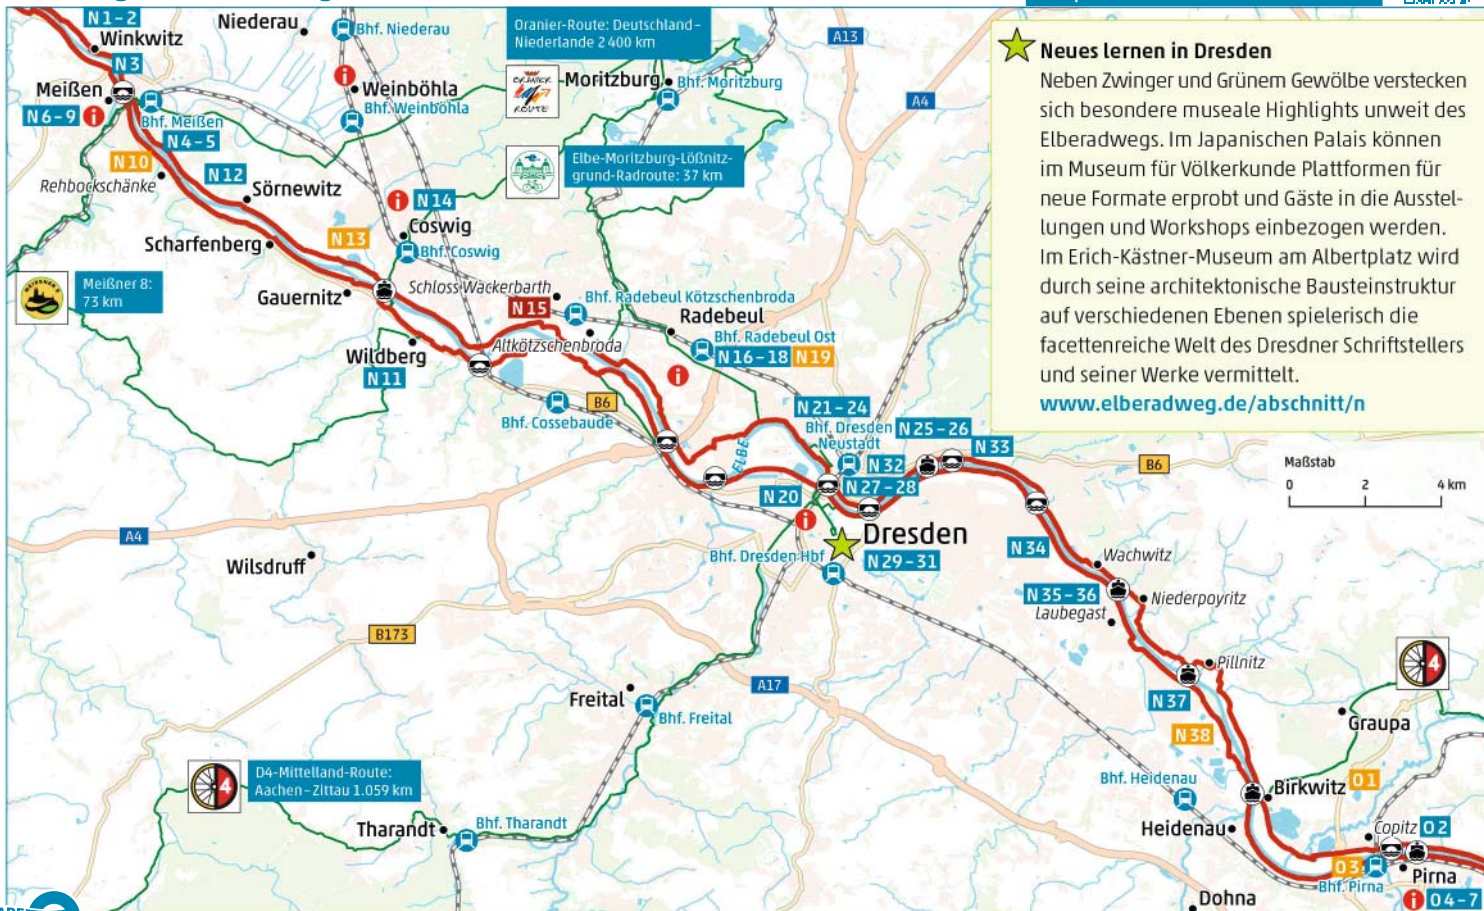 N1-2
Winkwitz
Niederau
Bhf. Niederau
Oranier-Route: Deutschland–
Niederlande 2 400 km
A13
N3
Meißen
N6-9
Bhf. Meißen
N4-5
Weinböhla
Bhf. Weinböhla
ORANIER
ROUTE
Moritzburg
Bhf. Moritzburg
A4
N10
Rehbockschänke
N12
Sörnewitz
Elbe-Moritzburg-Lößnitz-
grund-Radroute: 37 km
N14
Coswig
Bhf. Coswig
N13
Scharfenberg
MEISSNER 8
Meißner 8:
73 km
Gauernitz
Schloss Wackerbarth
N15
Bhf. Radebeul Kötzschenbroda
Radebeul
Bhf. Radebeul Ost
N16-18
N19
Altkötzschenbroda
Wildberg
N11
B6
Bhf. Cossebaude
N21-24
Bhf. Dresden
Neustadt
N25-26
N33
ELBE
N32
N27-28
N20
B6
Maßstab
0 2 4 km
Neues lernen in Dresden
Neben Zwinger und Grünem Gewölbe verstecken
sich besondere museale Highlights unweit des
Elberadwegs. Im Japanischen Palais können
im Museum für Völkerkunde Plattformen für
neue Formate erprobt und Gäste in die Ausstel-
lungen und Workshops einbezogen werden.
Im Erich-Kästner-Museum am Albertplatz wird
durch seine architektonische Bausteinstruktur
auf verschiedenen Ebenen spielerisch die
facettenreiche Welt des Dresdner Schriftstellers
und seiner Werke vermittelt.
www.elberadweg.de/abschnitt/n
A4
Wilsdruff
Dresden
Bhf. Dresden Hbf
N29-31
N34
Wachwitz
N35-36
Laubegast
Niederpoyritz
B173
Pillnitz
4
A17
Freital
Bhf. Freital
N37
N38
Graupa
4
D4-Mittelland-Route:
Aachen–Zittau 1.059 km
Bhf. Heidenau
Birkwitz
O1
Tharandt
Bhf. Tharandt
Heidenau
Copitz
O2
O3
Pirna
Bhf. Pirna
O4-7
Dohna